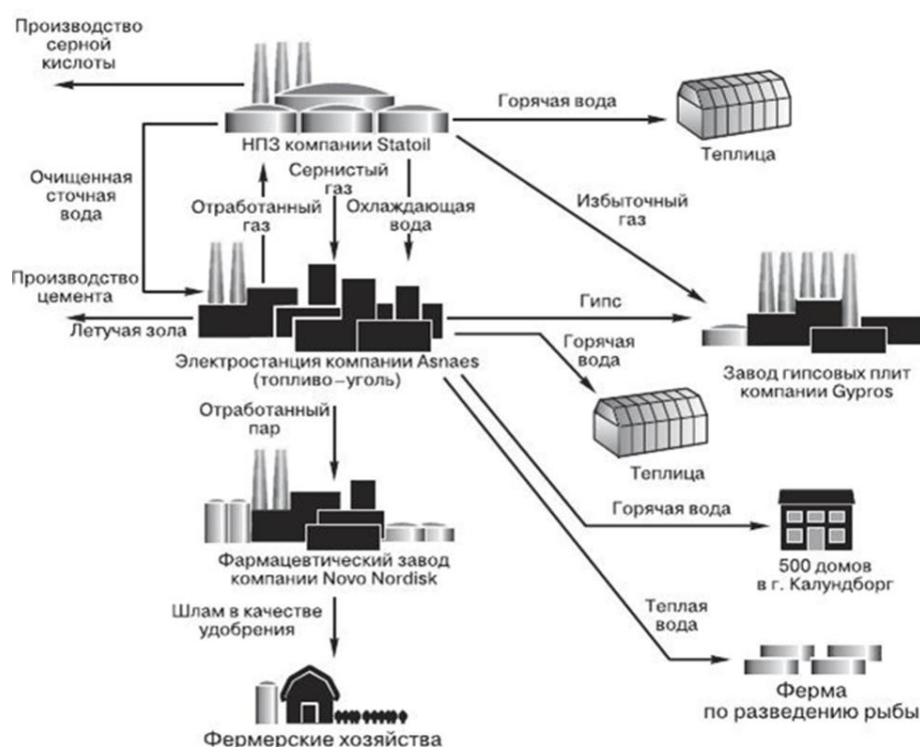 Производство
серной
кислоты
Горячая вода
Теплица
НПЗ компании Statoil
Очищенная
сточная
вода
Отработанный
газ
Сернистый
газ
Охлаждающая
вода
Избыточный
газ
Производство
цемента
Летучая зола
Гипс
Горячая
вода
Электростанция компании Asnaes
(топливо–уголь)
Завод гипсовых плит
компании Gypros
Отработанный
пар
Теплица
Горячая вода
500 домов
в г. Калундборг
Фармацевтический завод
компании Novo Nordisk
Шлам в качестве
удобрения
Теплая
вода
Ферма
по разведению рыбы
Фермерские хозяйства